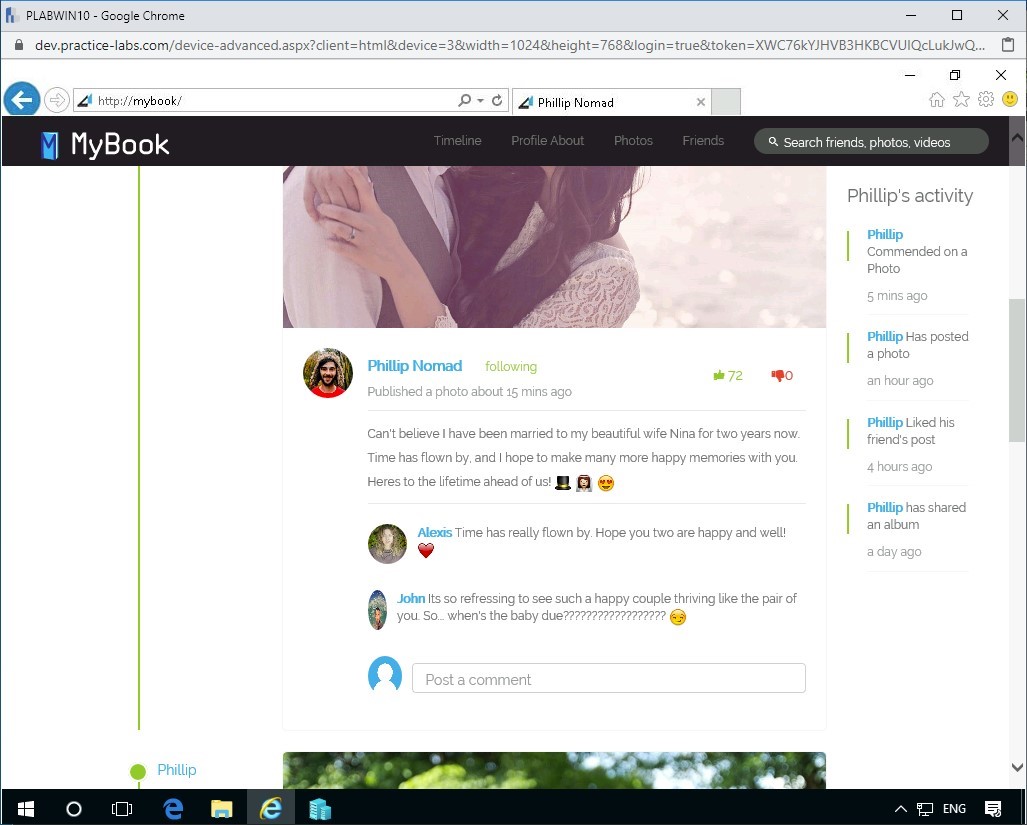 PLABWIN10 - Google Chrome
dev.practice-labs.com/device-advanced.aspx?client=html&device=3&width=1024&height=768&login=true&token=XWC76kYJHVB3HKBCVUIQcLukJwQ...
http://mybook/
Phillip Nomad
MyBook
Timeline
Profile About
Photos
Friends
Search friends, photos, videos
Phillip Nomad following
72
0
Published a photo about 15 mins ago
Can't believe I have been married to my beautiful wife Nina for two years now.
Time has flown by, and I hope to make many more happy memories with you.
Heres to the lifetime ahead of us!
Alexis Time has really flown by. Hope you two are happy and well!
John Its so refressing to see such a happy couple thriving like the pair of
you. So... when's the baby due??????????????????
Post a comment
Phillip
Phillip's activity
Phillip
Commended on a
Photo
5 mins ago
Phillip Has posted
a photo
an hour ago
Phillip Liked his
friend's post
4 hours ago
Phillip has shared
an album
a day ago
ENG